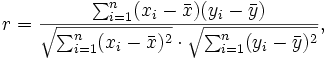 r = \frac{\sum_{i=1}^{n}(x_i - \bar{x})(y_i - \bar{y})}{\sqrt{\sum_{i=1}^{n}(x_i - \bar{x})^2} \cdot \sqrt{\sum_{i=1}^{n}(y_i - \bar{y})^2}},